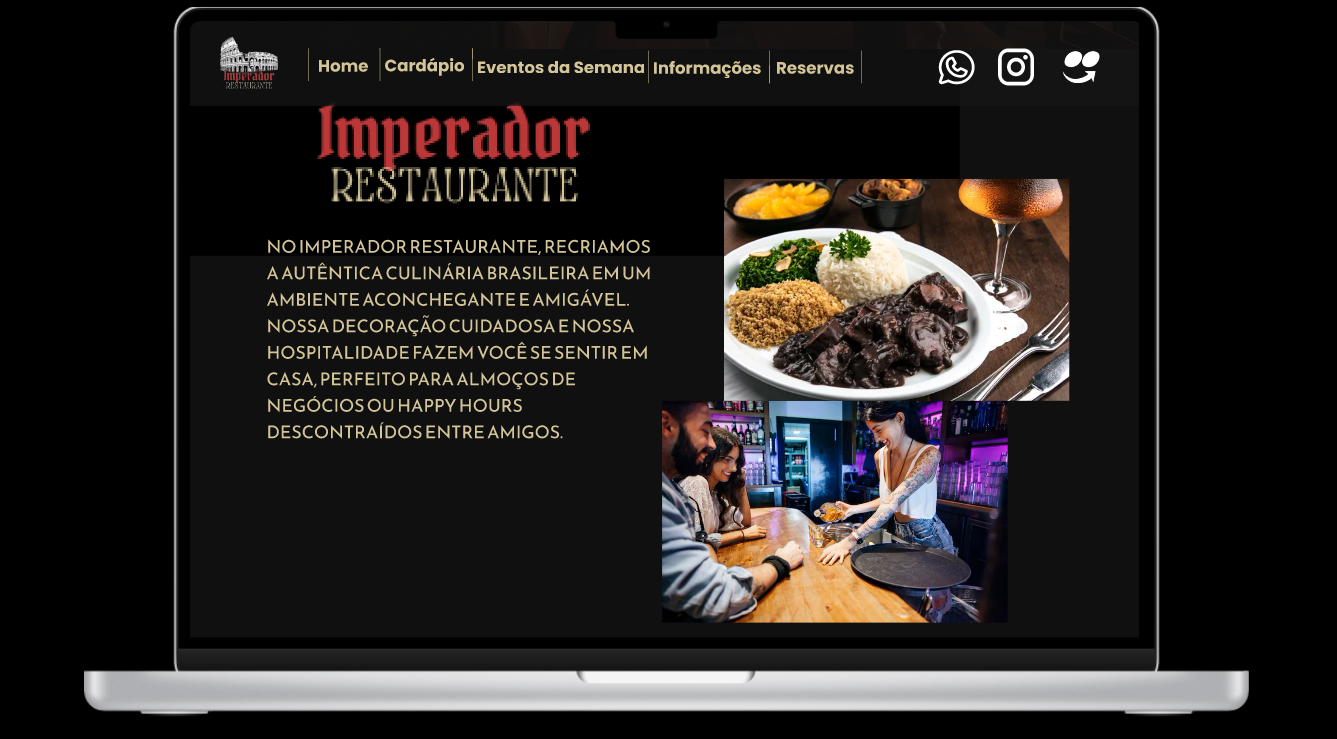 Imperador
RESTAURANTE
Home
Cardápio
Eventos da Semana
Informações
Reservas
Imperador
RESTAURANTE
NO IMPERADOR RESTAURANTE, RECRIAMOS
A AUTÊNTICA CULINÁRIA BRASILEIRA EM UM
AMBIENTE ACONCHEGANTE E AMIGÁVEL.
NOSSA DECORAÇÃO CUIDADOSA E NOSSA
HOSPITALIDADE FAZEM VOCÊ SE SENTIR EM
CASA, PERFEITO PARA ALMOÇOS DE
NEGÓCIOS OU HAPPY HOURS
DESCONTRAÍDOS ENTRE AMIGOS.